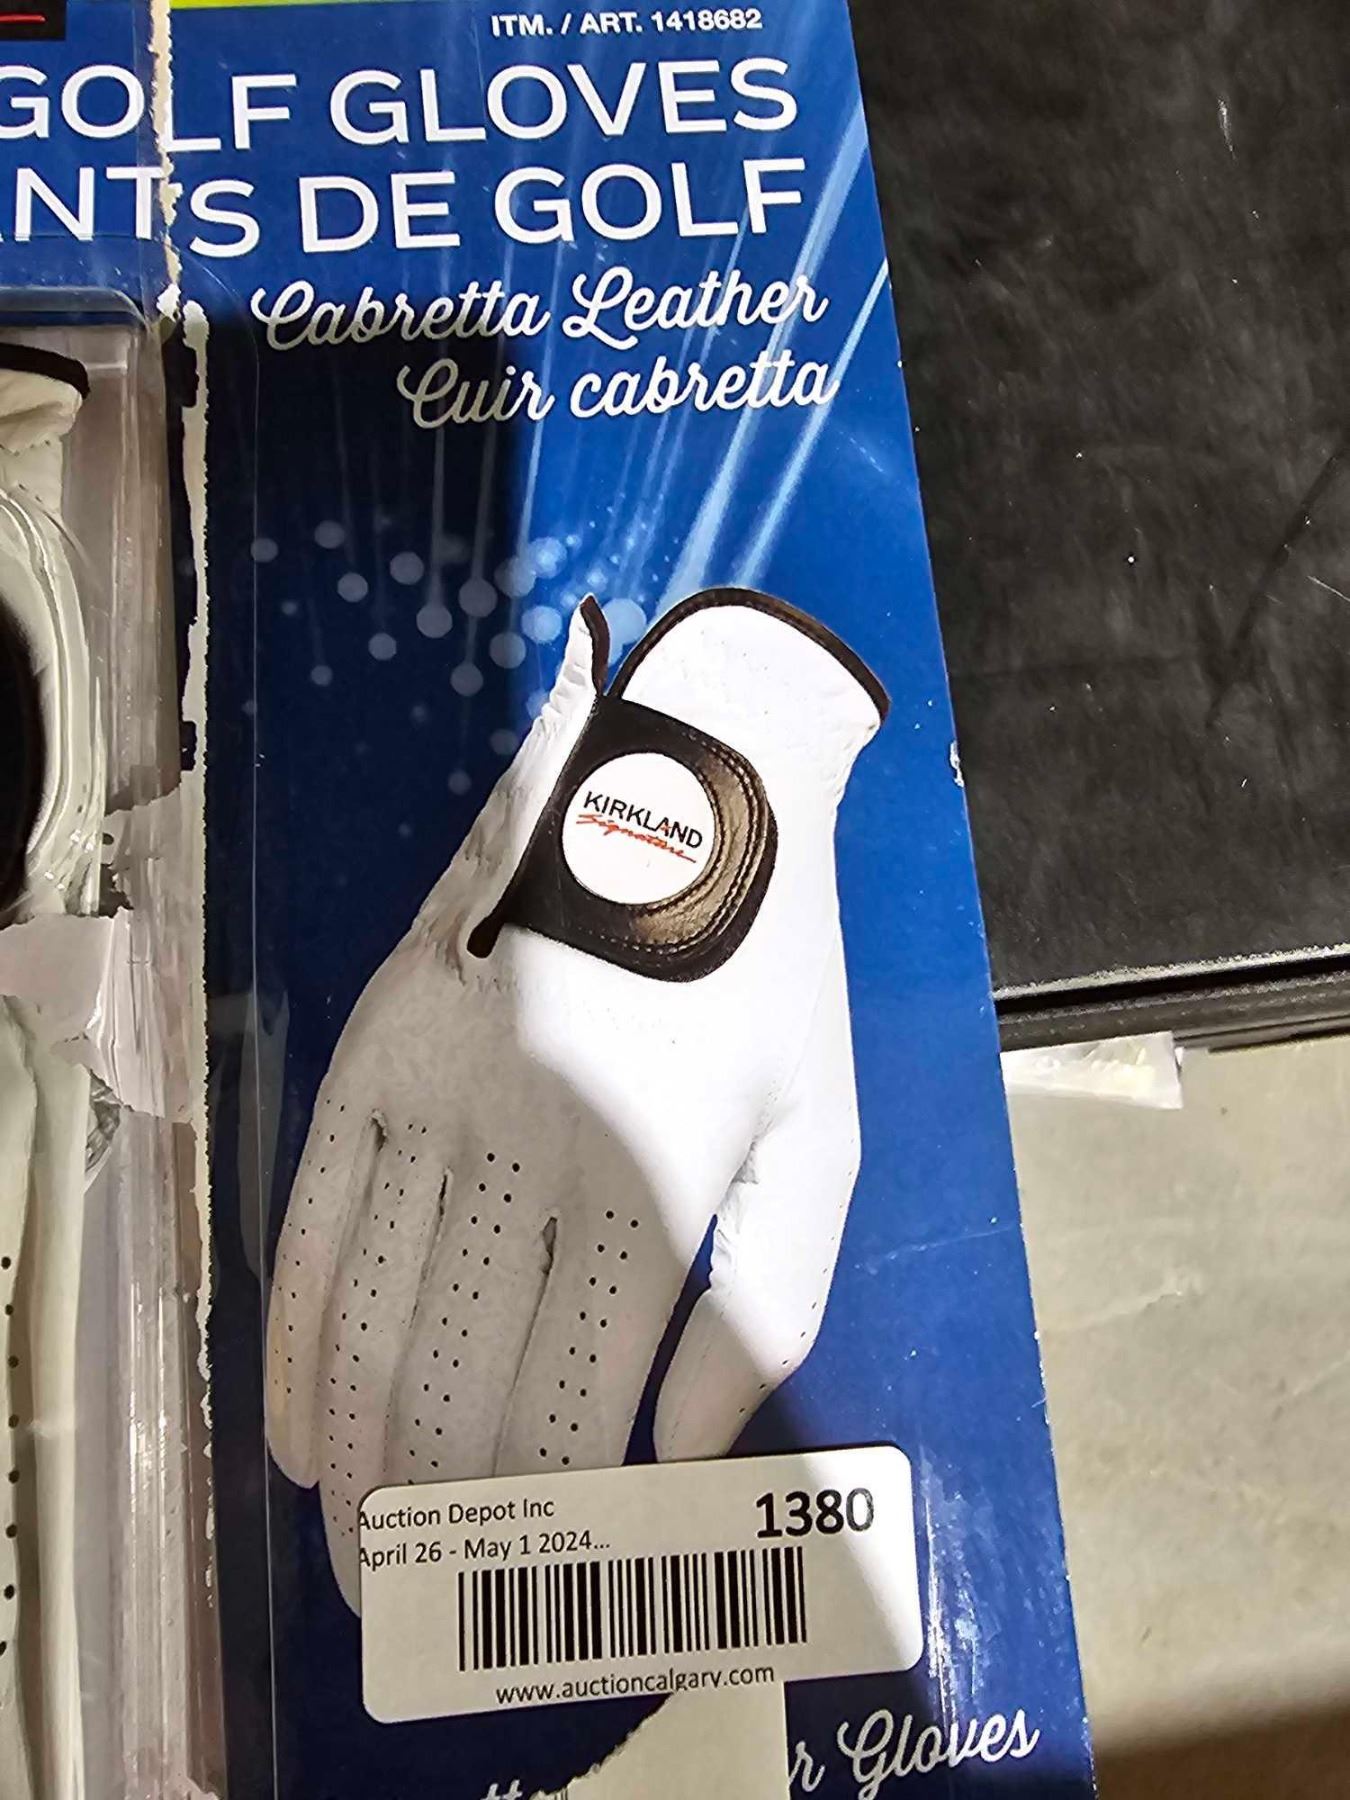 ITM. / ART. 1418682
GOLF GLOVES
ANTS DE GOLF
Cabretta Leather
Cuir cabretta
KIRKLAND
Signature
Auction Depot Inc
1380
April 26 - May 1 2024...
www.auctioncalgary.com
r Gloves